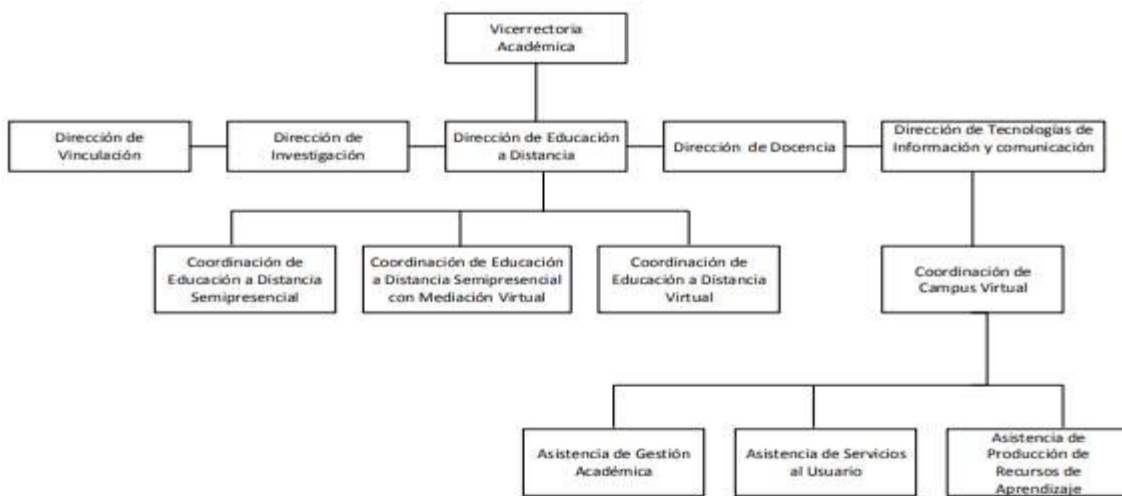 Vicerrectoria
Académica
Dirección de
Vinculación
Dirección de
Investigación
Dirección de Educación
a Distancia
Dirección de Docencia
Dirección de Tecnologías de
Información y comunicación
Coordinación de
Educación a Distancia
Semipresencial
Coordinación de Educación
a Distancia Semipresencial
con Mediación Virtual
Coordinación de
Educación a Distancia
Virtual
Coordinación de
Campus Virtual
Asistencia de Gestión
Académica
Asistencia de Servicios
al Usuario
Asistencia de
Producción de
Recursos de
Aprendizaje